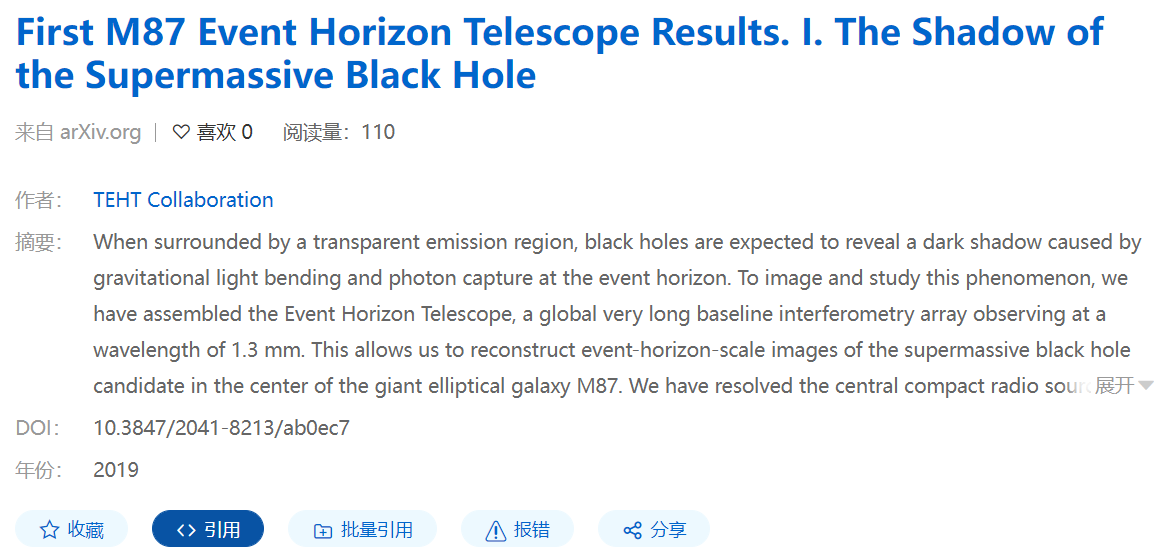 First M87 Event Horizon Telescope Results. I. The Shadow of
the Supermassive Black Hole
来自 arXiv.org 喜欢 0 阅读量：110
作者： TEHT Collaboration
摘要： When surrounded by a transparent emission region, black holes are expected to reveal a dark shadow caused by
gravitational light bending and photon capture at the event horizon. To image and study this phenomenon, we
have assembled the Event Horizon Telescope, a global very long baseline interferometry array observing at a
wavelength of 1.3 mm. This allows us to reconstruct event-horizon-scale images of the supermassive black hole
candidate in the center of the giant elliptical galaxy M87. We have resolved the central compact radio 展开
DOI： 10.3847/2041-8213/ab0ec7
年份： 2019
收藏 引用 批量引用 报错 分享